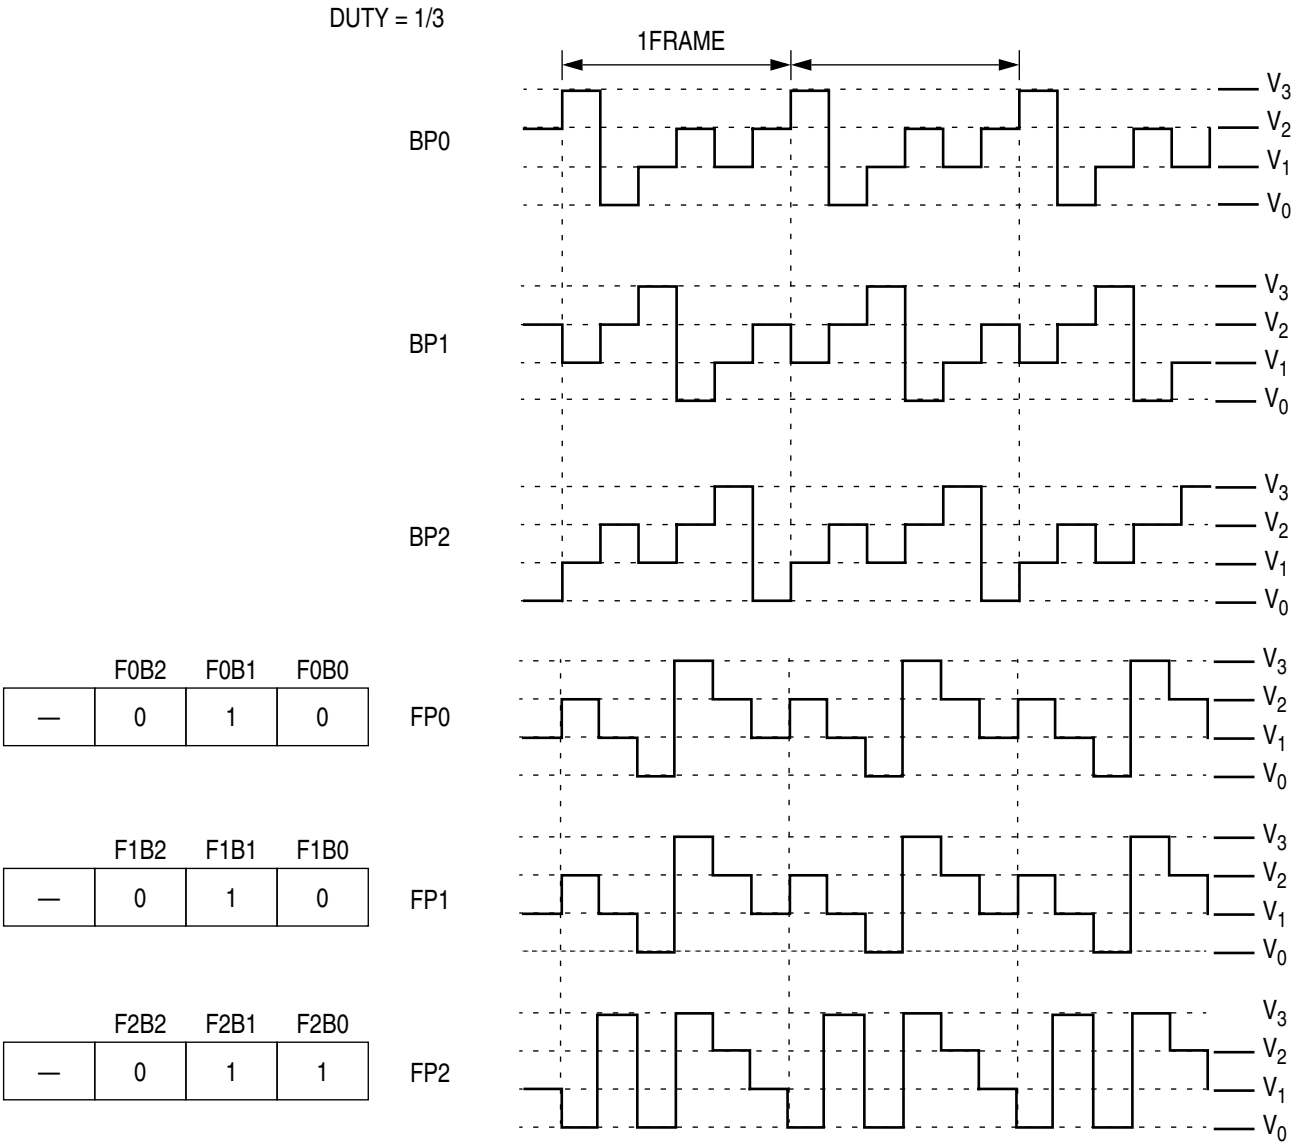 DUTY = 1/3
1FRAME
BP0
V3
V2
V1
V0
BP1
V3
V2
V1
V0
BP2
V3
V2
V1
V0
F0B2 F0B1 F0B0
— 0 1 0
FP0
V3
V2
V1
V0
F1B2 F1B1 F1B0
— 0 1 0
FP1
V3
V2
V1
V0
F2B2 F2B1 F2B0
— 0 1 1
FP2
V3
V2
V1
V0